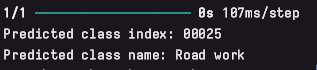 1/1 ━━━━━━━━━━━━━━━━━━━━ 0s 107ms/step
Predicted class index: 00025
Predicted class name: Road work